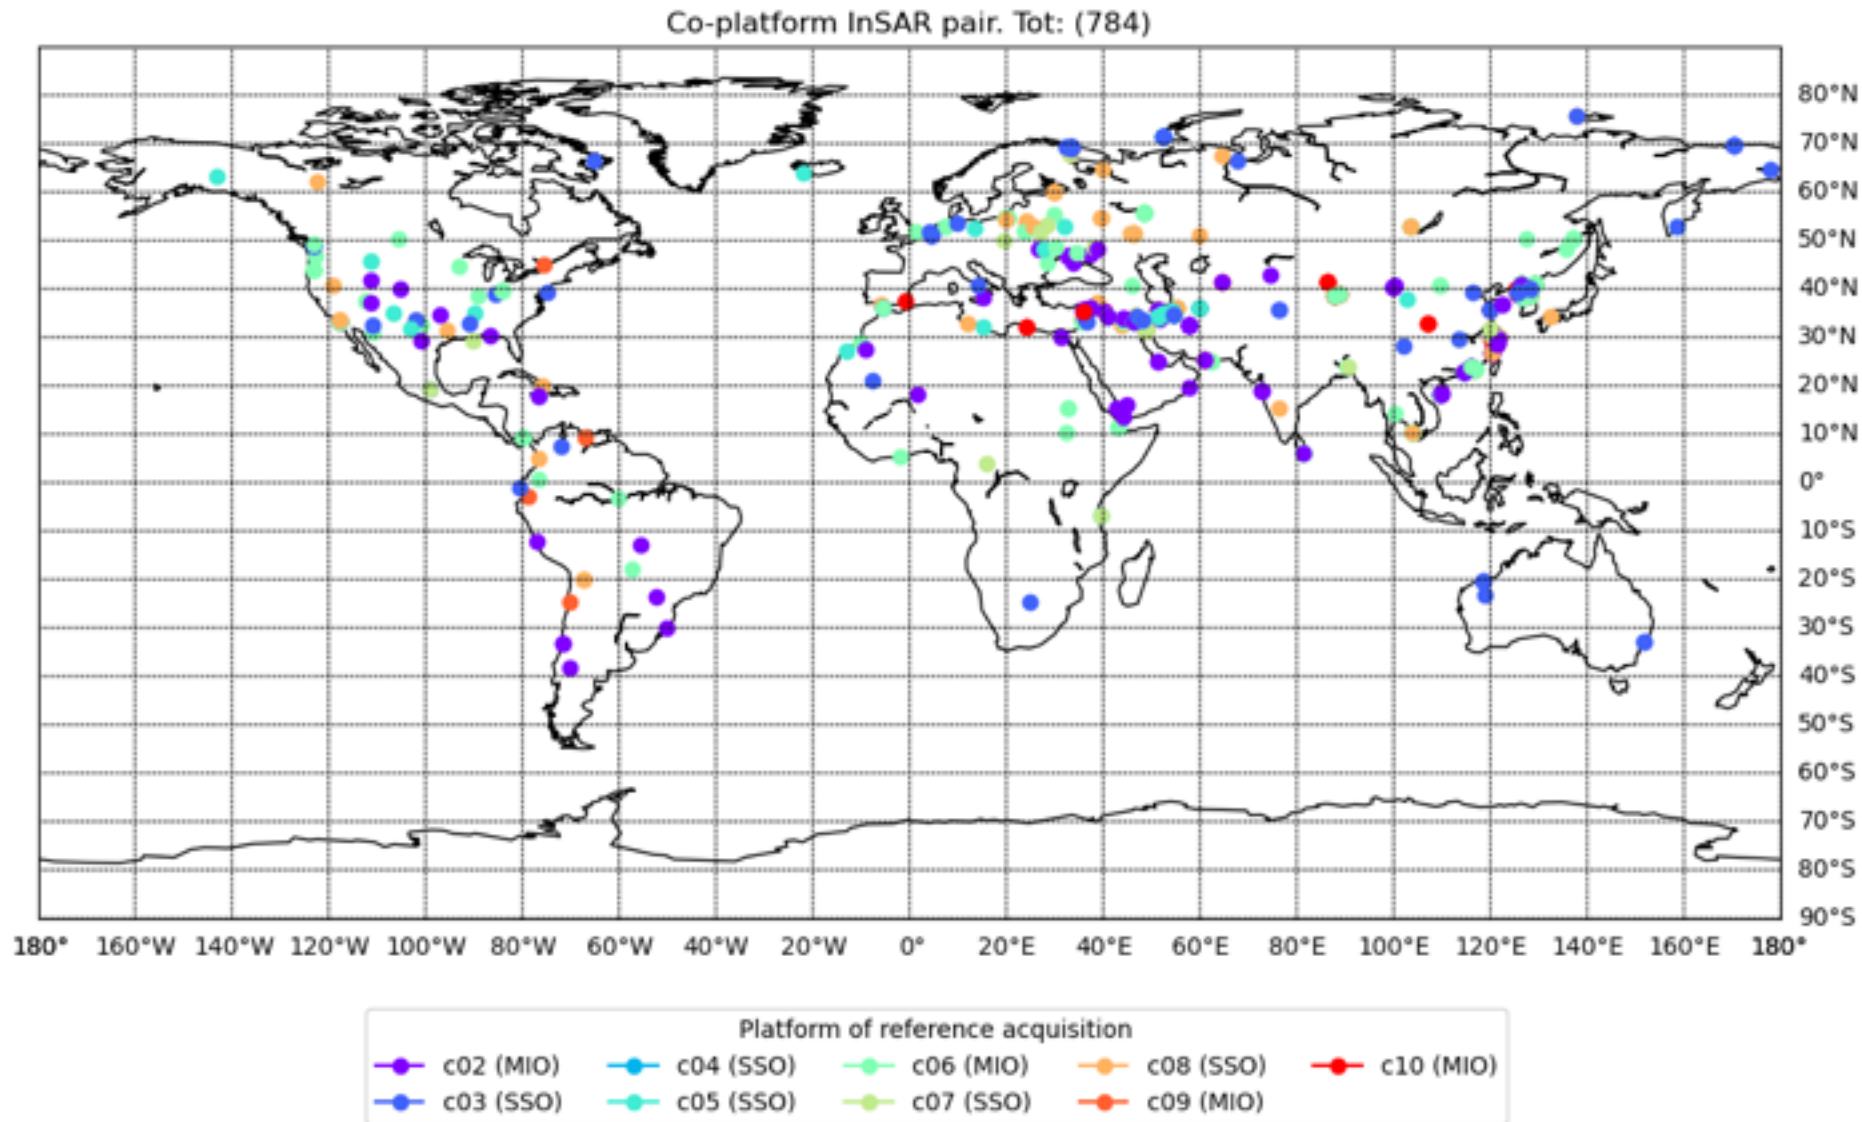 Co-platform InSAR pair. Tot: (784)
80°N
70°N
60°N
50°N
40°N
30°N
20°N
10°N
0°
10°S
20°S
30°S
40°S
50°S
60°S
70°S
80°S
90°S
180° 160°W 140°W 120°W 100°W 80°W 60°W 40°W 20°W 0° 20°E 40°E 60°E 80°E 100°E 120°E 140°E 160°E 180°
Platform of reference acquisition
c02 (MIO) c04 (SSO) c06 (MIO) c08 (SSO) c10 (MIO)
c03 (SSO) c05 (SSO) c07 (SSO) c09 (MIO)